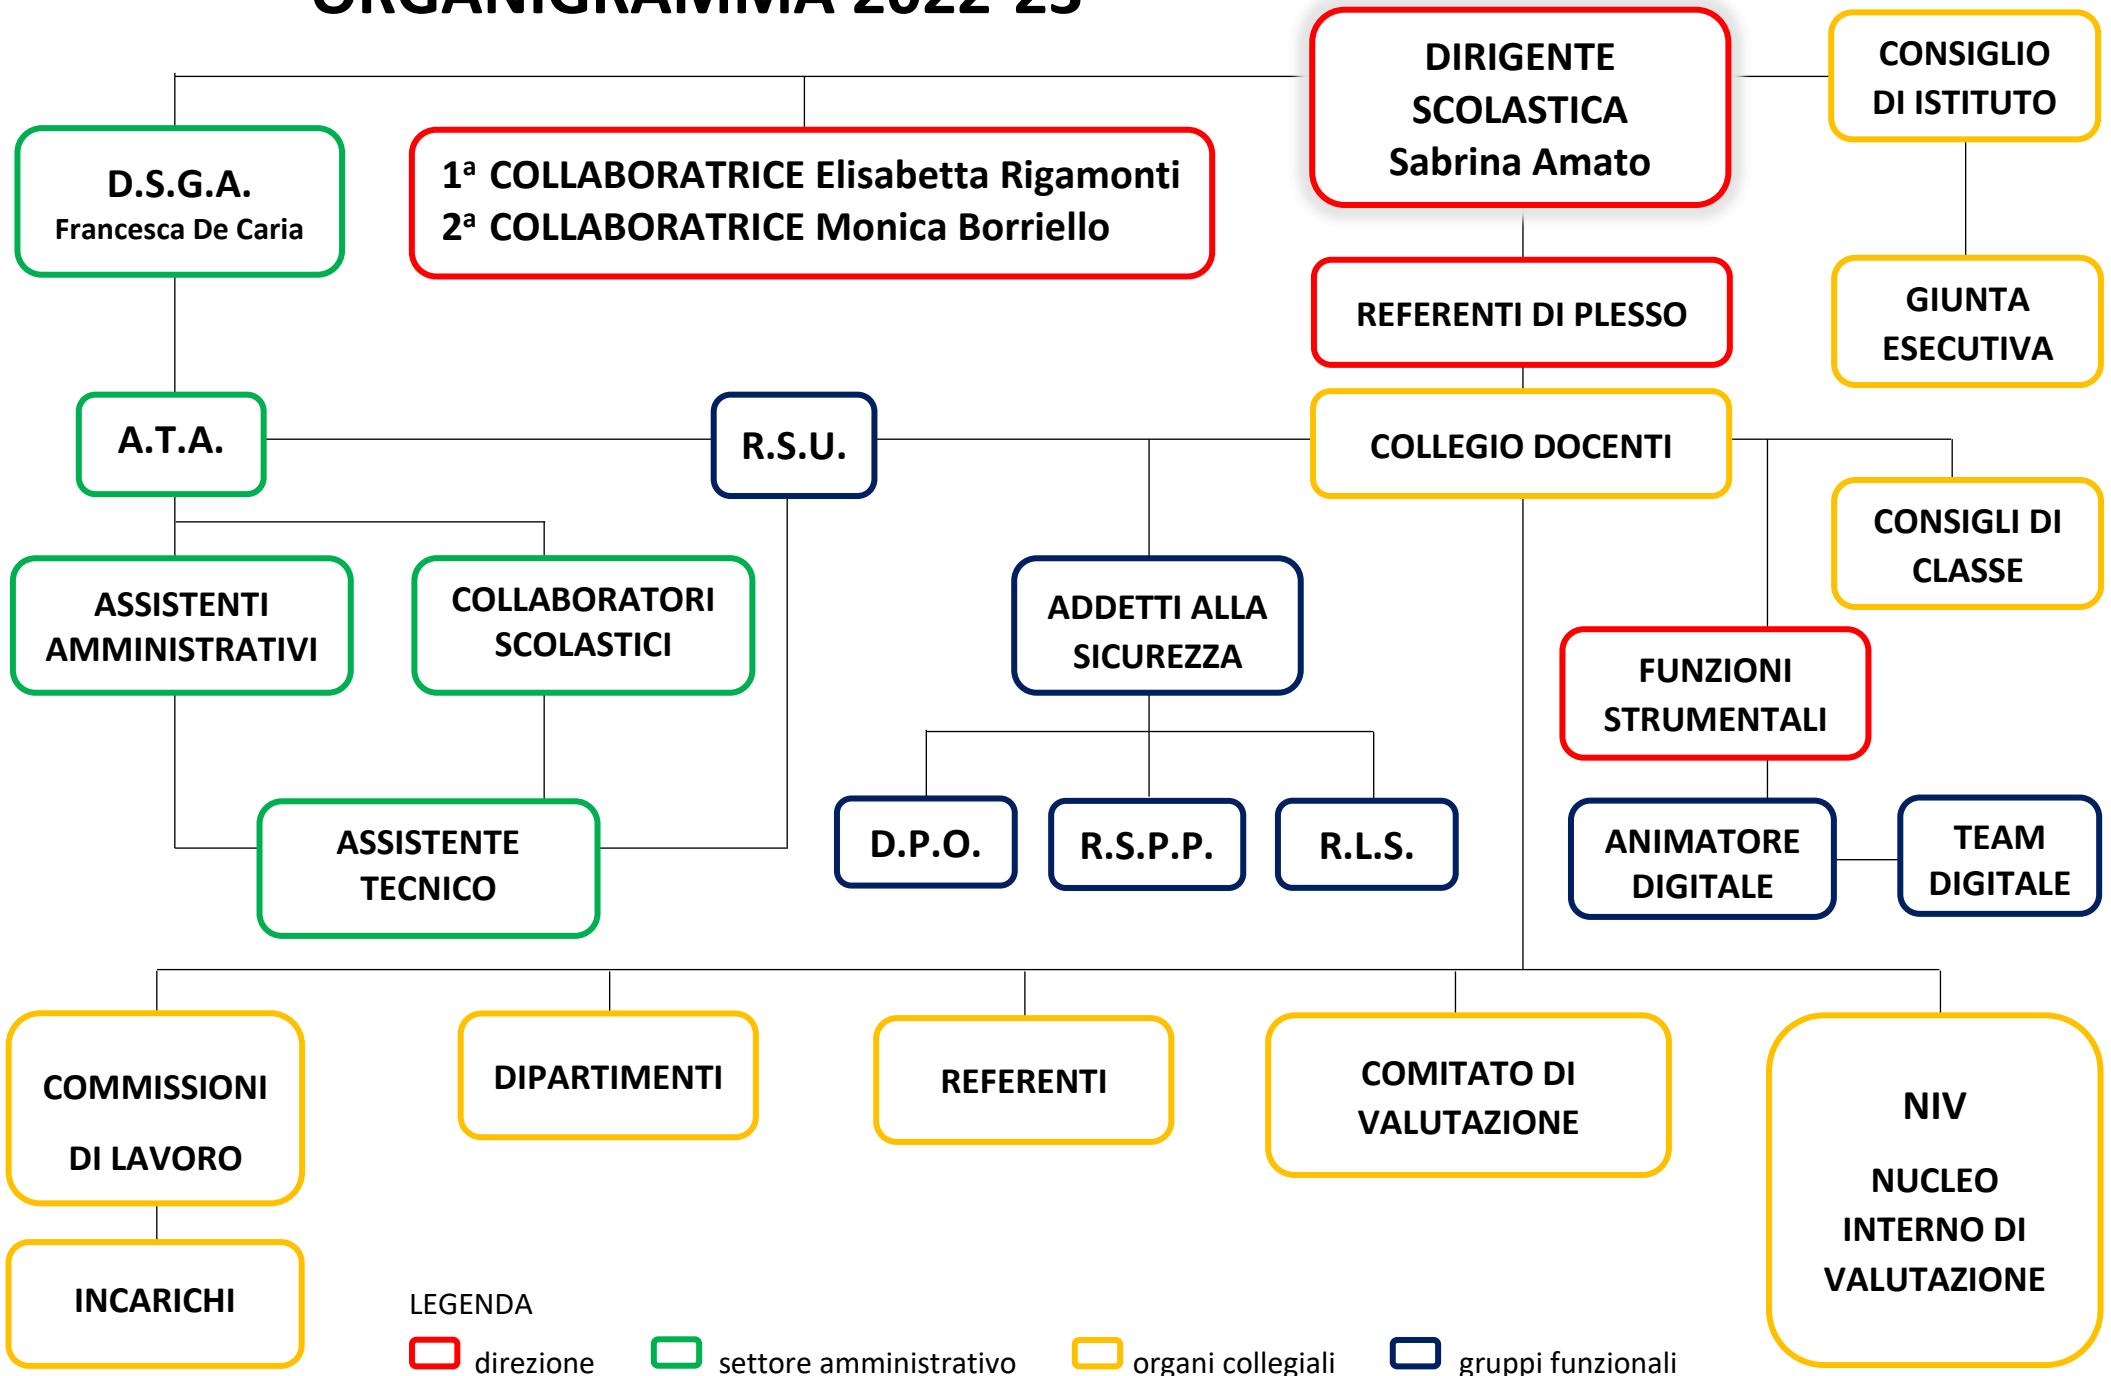 ORGANIGRAMMA 2022-23
DIRIGENTE
SCOLASTICA
Sabrina Amato
CONSIGLIO
DI ISTITUTO
D.S.G.A.
Francesca De Caria
1ª COLLABORATRICE Elisabetta Rigamonti
2ª COLLABORATRICE Monica Borriello
REFERENTI DI PLESSO
GIUNTA
ESECUTIVA
A.T.A.
R.S.U.
COLLEGIO DOCENTI
CONSIGLI DI
CLASSE
ASSISTENTI
AMMINISTRATIVI
COLLABORATORI
SCOLASTICI
ADDETTI ALLA
SICUREZZA
FUNZIONI
STRUMENTALI
ASSISTENTE
TECNICO
D.P.O.
R.S.P.P.
R.L.S.
ANIMATORE
DIGITALE
TEAM
DIGITALE
COMMISSIONI
DI LAVORO
DIPARTIMENTI
REFERENTI
COMITATO DI
VALUTAZIONE
NIV
NUCLEO
INTERNO DI
VALUTAZIONE
INCARICHI
LEGENDA
direzione
settore amministrativo
organi collegiali
gruppi funzionali